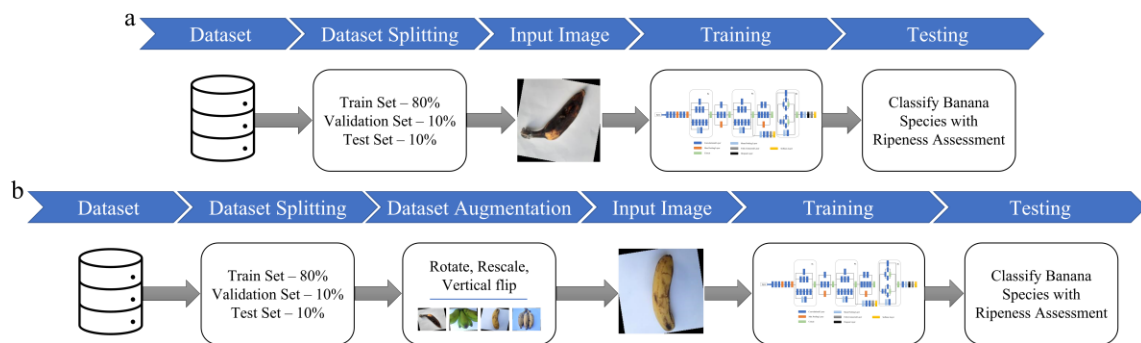 a
Dataset
Dataset Splitting
Input Image
Training
Testing
Train Set – 80%
Validation Set – 10%
Test Set – 10%
Classify Banana
Species with
Ripeness Assessment
b
Dataset
Dataset Splitting
Dataset Augmentation
Input Image
Training
Testing
Train Set – 80%
Validation Set – 10%
Test Set – 10%
Rotate, Rescale,
Vertical flip
Classify Banana
Species with
Ripeness Assessment